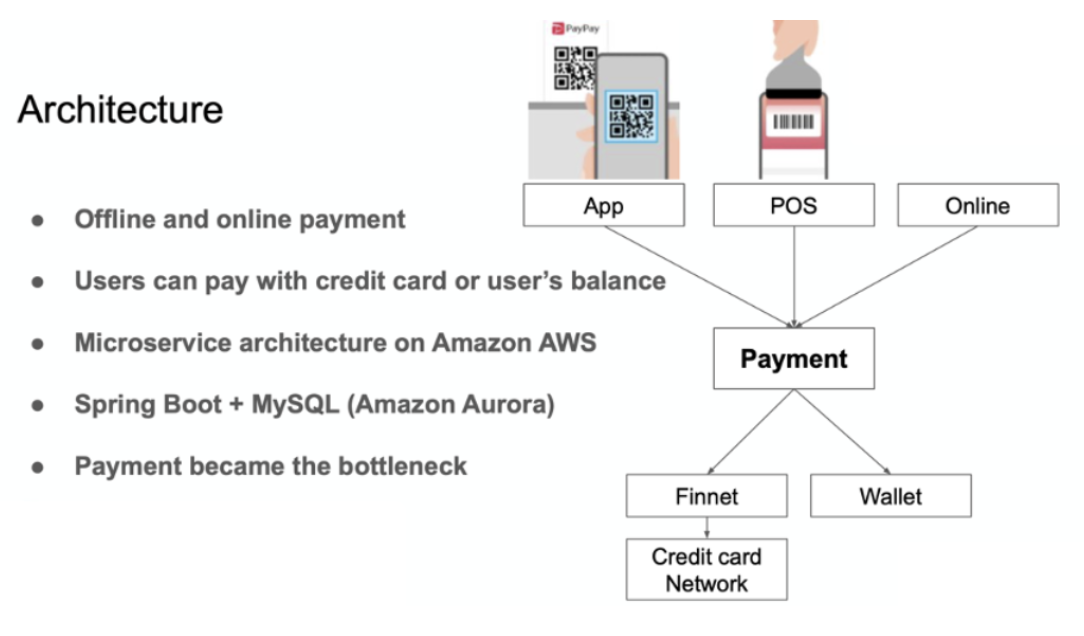 PayPay
Architecture
App
POS
Online
● Offline and online payment
● Users can pay with credit card or user’s balance
● Microservice architecture on Amazon AWS
● Spring Boot + MySQL (Amazon Aurora)
● Payment became the bottleneck
Payment
Finnet
Wallet
Credit card
Network